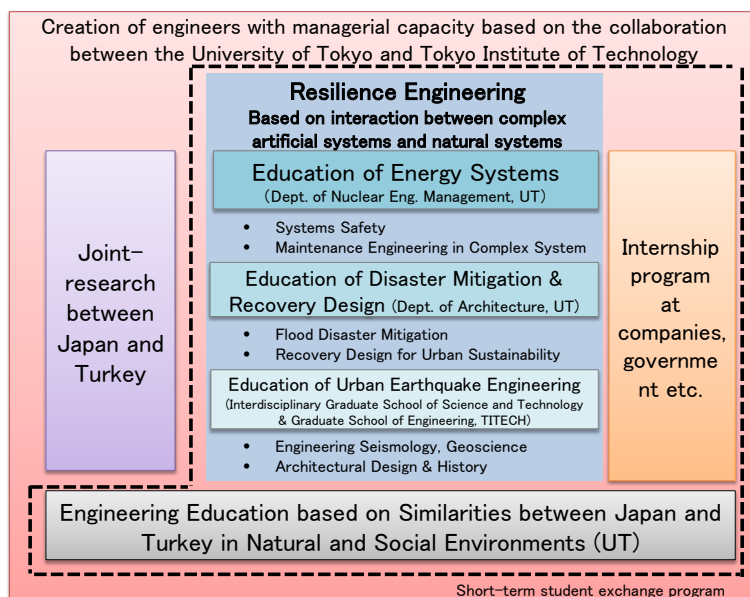 Creation of engineers with managerial capacity based on the collaboration
between the University of Tokyo and Tokyo Institute of Technology
Resilience Engineering
Based on interaction between complex
artificial systems and natural systems
Education of Energy Systems
(Dept. of Nuclear Eng. Management, UT)
• Systems Safety
• Maintenance Engineering in Complex System
Education of Disaster Mitigation &
Recovery Design (Dept. of Architecture, UT)
• Flood Disaster Mitigation
• Recovery Design for Urban Sustainability
Education of Urban Earthquake Engineering
(Interdisciplinary Graduate School of Science and Technology
& Graduate School of Engineering, TITECH)
• Engineering Seismology, Geoscience
• Architectural Design & History
Joint-
research
between
Japan and
Turkey
Internship
program
at
companies,
governme
nt etc.
Engineering Education based on Similarities between Japan and
Turkey in Natural and Social Environments (UT)
Short-term student exchange program